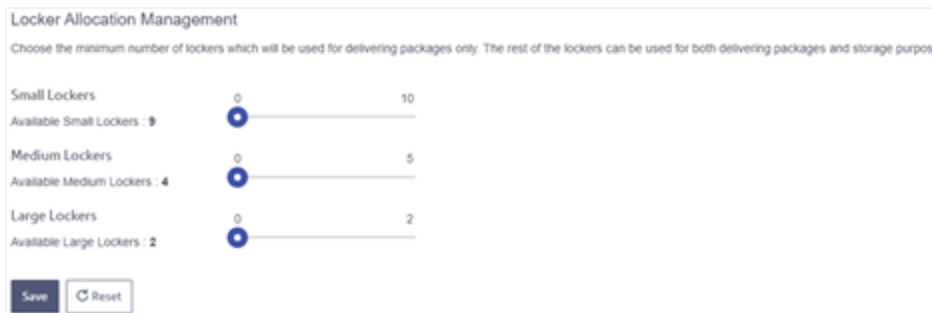 Locker Allocation Management
Choose the minimum number of lockers which will be used for delivering packages only. The rest of the lockers can be used for both delivering packages and storage purpos
Small Lockers
0 10
Available Small Lockers : 9
Medium Lockers
0 5
Available Medium Lockers : 4
Large Lockers
0 2
Available Large Lockers : 2
Save Reset